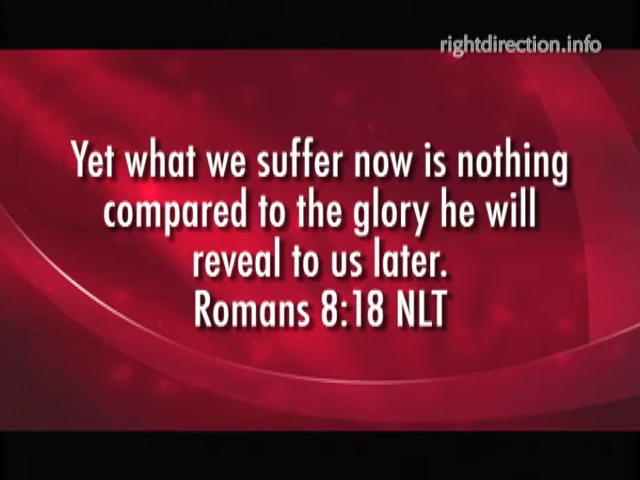 rightdirection.info
Yet what we suffer now is nothing
compared to the glory he will
reveal to us later.
Romans 8:18 NLT